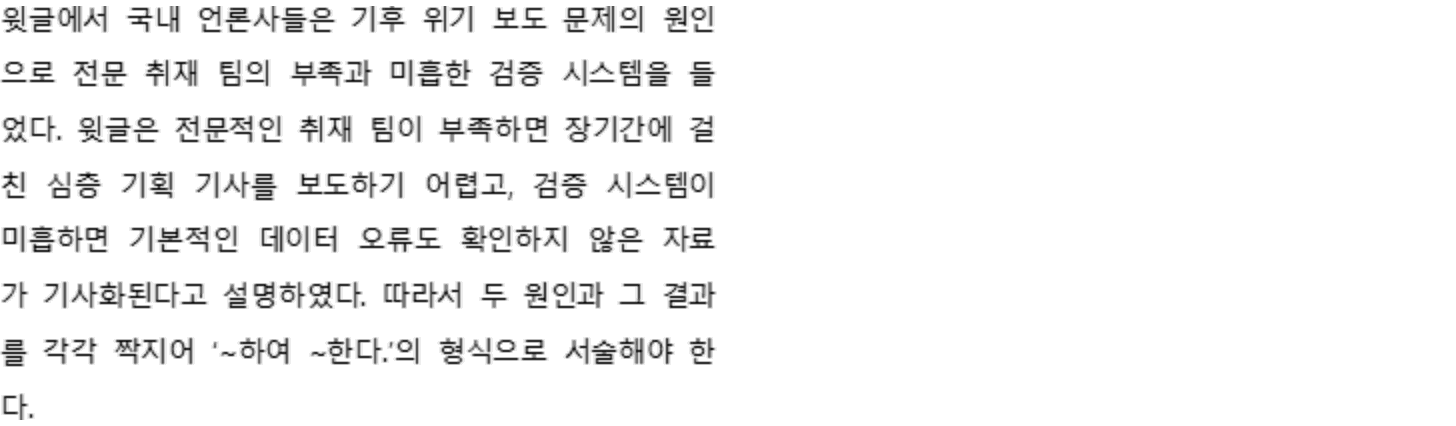 윗글에서 국내 언론사들은 기후 위기 보도 문제의 원인
으로 전문 취재 팀의 부족과 미흡한 검증 시스템을 들
었다. 윗글은 전문적인 취재 팀이 부족하면 장기간에 걸
친 심층 기획 기사를 보도하기 어렵고, 검증 시스템이
미흡하면 기본적인 데이터 오류도 확인하지 않은 자료
가 기사화된다고 설명하였다. 따라서 두 원인과 그 결과
를 각각 짝지어 ‘~하여 ~한다.’의 형식으로 서술해야 한
다.